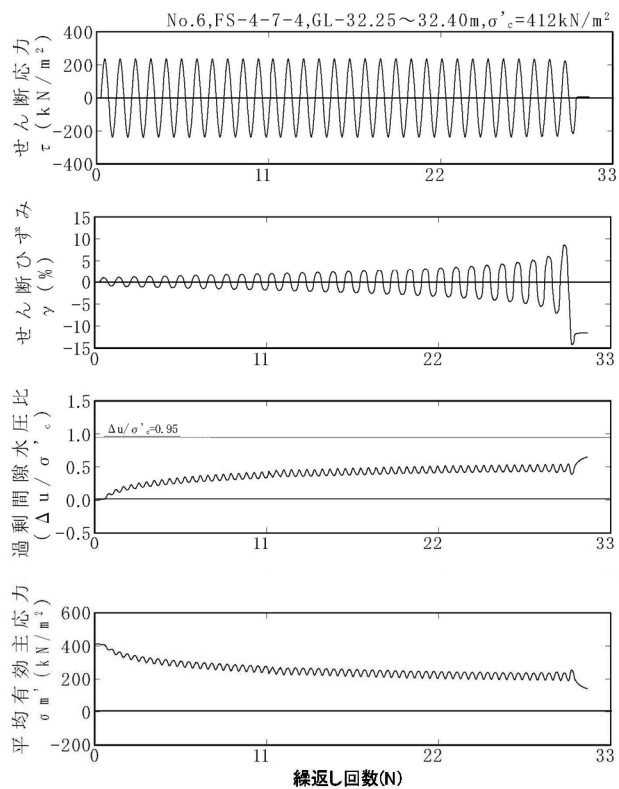 No.6,FS-4-7-4,GL-32.25～32.40m,σ'c=412kN/m²
せん断応力
τ (kN/m²)
400
200
0
-200
-400
0 11 22 33
せん断ひずみ
γ (%)
15
10
5
0
-5
-10
-15
0 11 22 33
過剰間隙水圧比
(Δu/σ'c)
1.5
1.0
0.5
0.0
-0.5
Δu/σ'c=0.95
0 11 22 33
平均有効主応力
σm'(kN/m²)
600
400
200
0
-200
0 11 22 33
繰返し回数(N)